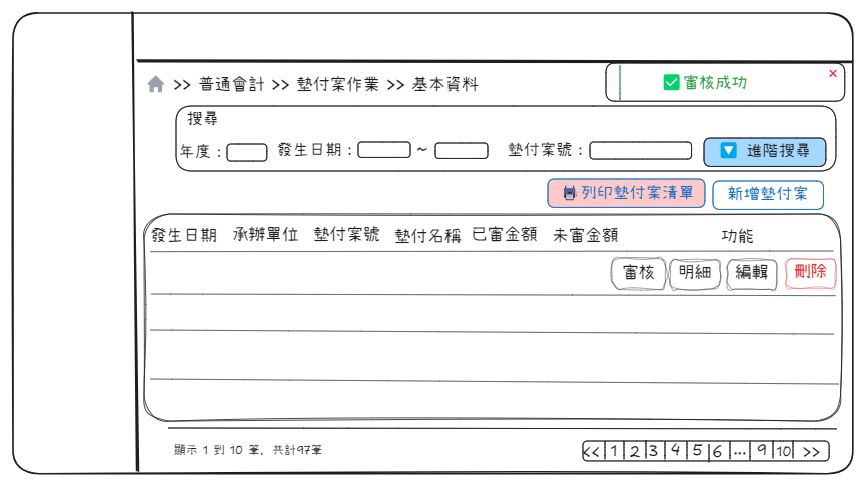 >> 普通會計 >> 墊付案作業 >> 基本資料
✅ 審核成功
×
搜尋
年度： 發生日期： ~ 墊付案號： 進階搜尋
列印墊付案清單 新增墊付案
發生日期 承辦單位 墊付案號 墊付名稱 已審金額 未審金額 功能
審核 明細 編輯 刪除
顯示 1 到 10 筆, 共計97筆
<< 1 2 3 4 5 6 ... 9 10 >>